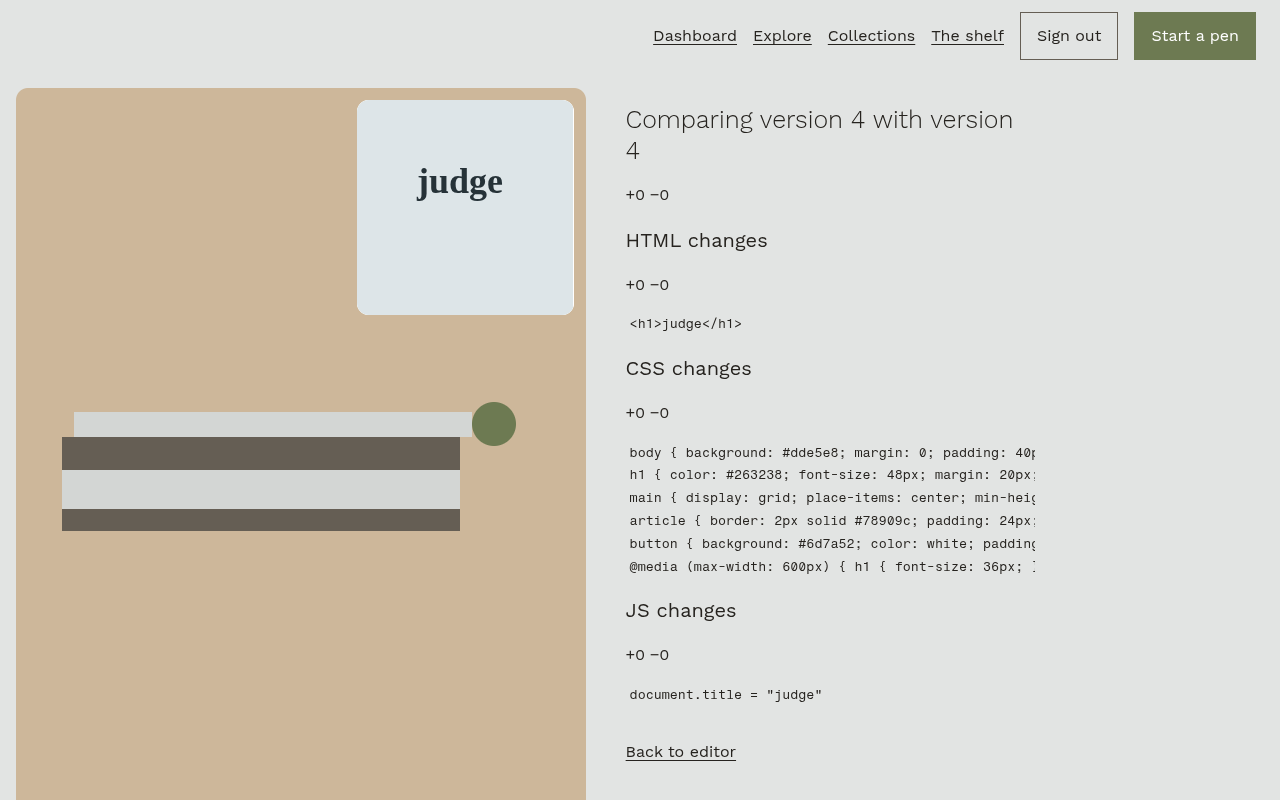 Dashboard Explore Collections The shelf Sign out Start a pen
judge
Comparing version 4 with version
4
+0 −0
HTML changes
+0 −0
<h1>judge</h1>
CSS changes
+0 −0
body { background: #dde5e8; margin: 0; padding: 40p
h1 { color: #263238; font-size: 48px; margin: 20px;
main { display: grid; place-items: center; min-heig
article { border: 2px solid #78909c; padding: 24px;
button { background: #6d7a52; color: white; padding
@media (max-width: 600px) { h1 { font-size: 36px; }
JS changes
+0 −0
document.title = "judge"
Back to editor